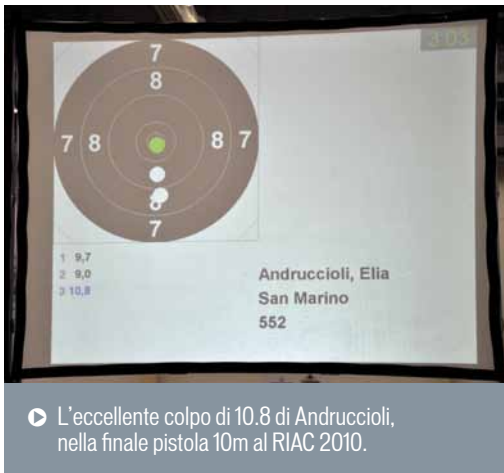 3:03
7
8
7 8 8 7
8
7
1 9,7
2 9,0
3 10,8
Andruccioli, Elia
San Marino
552
L'eccellente colpo di 10.8 di Andruccioli,
nella finale pistola 10m al RIAC 2010.